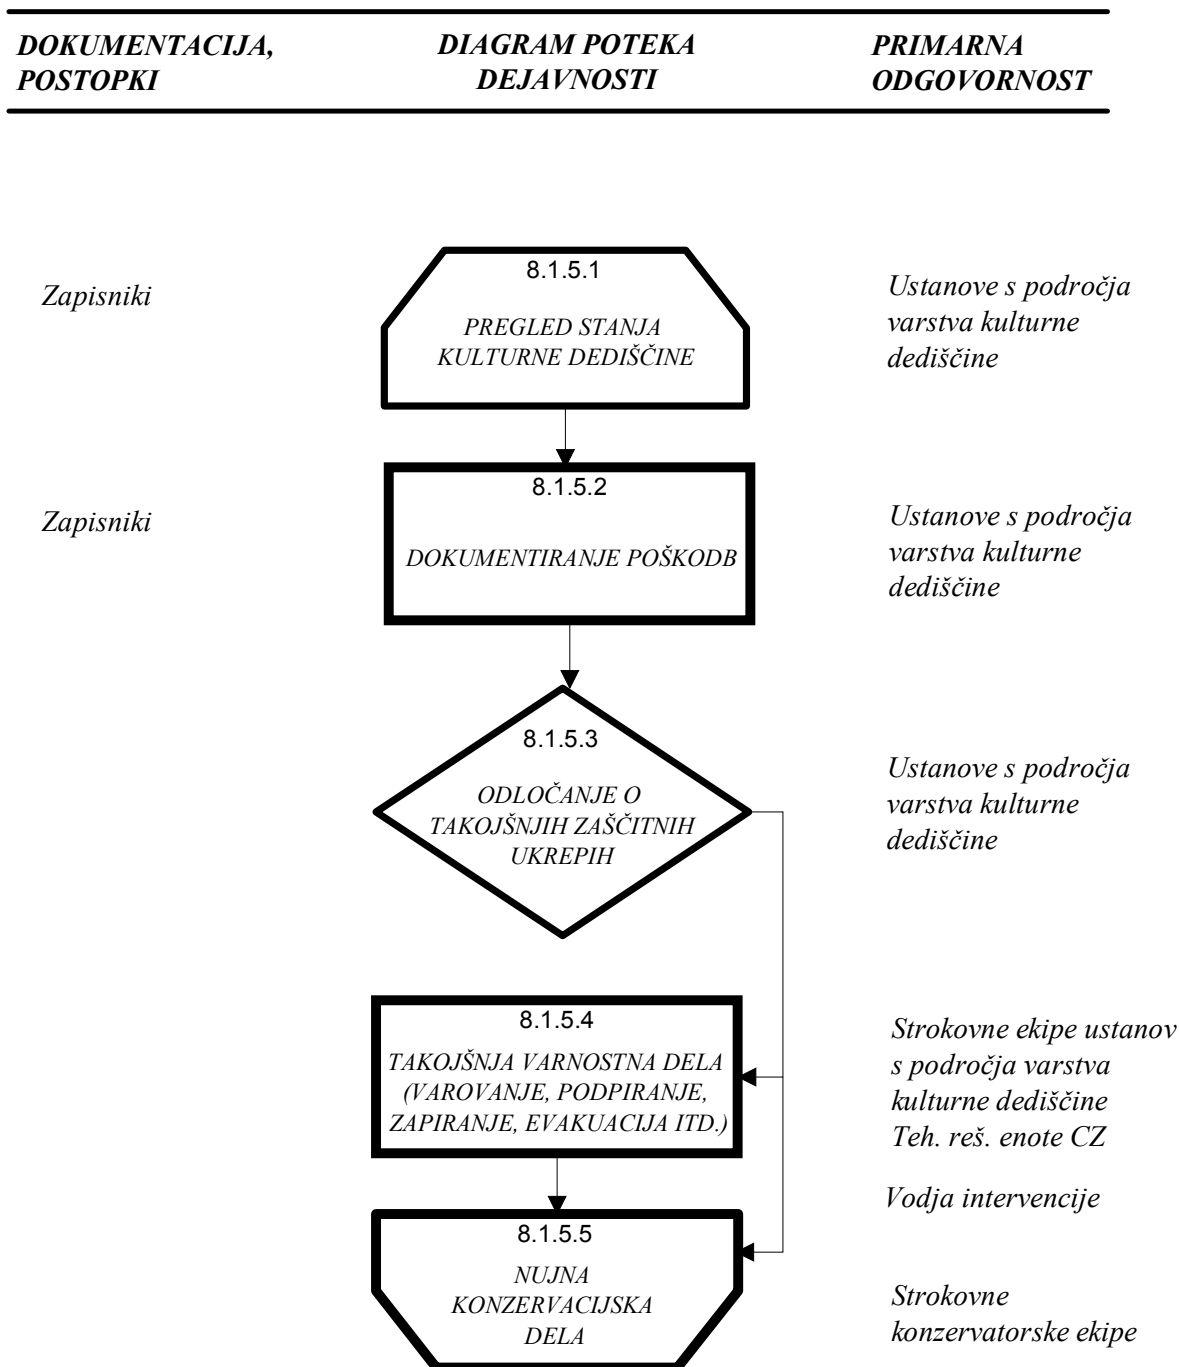 DOKUMENTACIJA,
POSTOPKI
DIAGRAM POTEKA
DEJAVNOSTI
PRIMARNA
ODGOVORNOST
Zapisniki
8.1.5.1
PREGLED STANJA
KULTURNE DEDIŠČINE
Ustanove s področja
varstva kulturne
dediščine
Zapisniki
8.1.5.2
DOKUMENTIRANJE POŠKODB
Ustanove s področja
varstva kulturne
dediščine
8.1.5.3
ODLOČANJE O
TAKOJŠNJIH ZAŠČITNIH
UKREPIH
Ustanove s področja
varstva kulturne
dediščine
8.1.5.4
TAKOJŠNJA VARNOSTNA DELA
(VAROVANJE, PODPIRANJE,
ZAPIRANJE, EVAKUACIJA ITD.)
Strokovne ekipe ustanov
s področja varstva
kulturne dediščine
Teh. reš. enote CZ
Vodja intervencije
8.1.5.5
NUJNA
KONZERVACIJSKA
DELA
Strokovne
konzervatorske ekipe